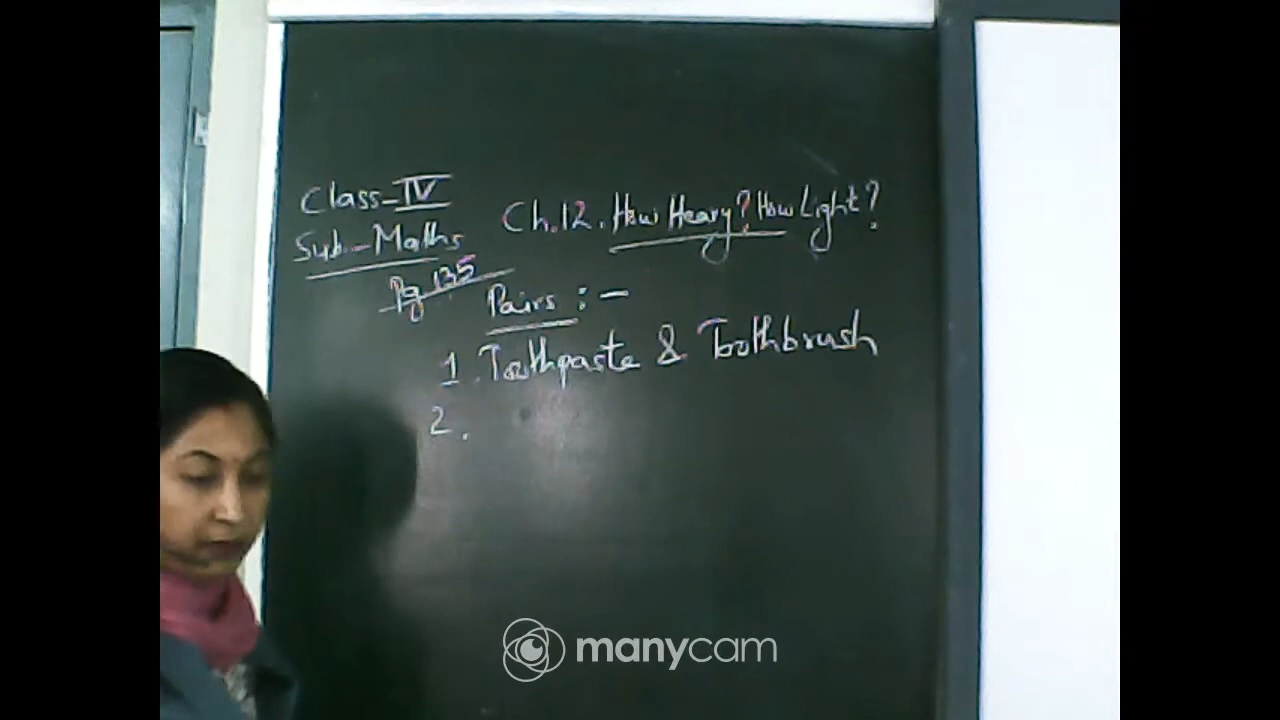 Class-IV
Sub-Maths
Ch.12. How Heavy? How Light?
Pg 135
Pairs :-
1. Toothpaste & Toothbrush
2.
manycam